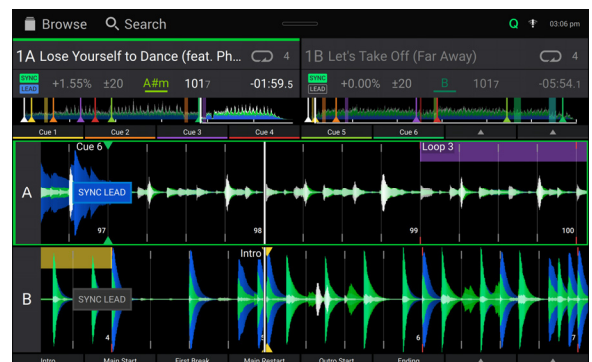 Browse Search Q 03:06 pm
1A Lose Yourself to Dance (feat. Ph... 4
1B Let's Take Off (Far Away) 4
SYNC LEAD +1.55% ±20 A#m 1017 -01:59.5
SYNC LEAD +0.00% ±20 B 1017 -05:54.1
Cue 1 Cue 2 Cue 3 Cue 4 Cue 5 Cue 6
Cue 6 Loop 3
A SYNC LEAD
97 98 99 100
Intro
B SYNC LEAD
4 5 6 7
Intro Main Start First Break Main Restart Outro Start Ending